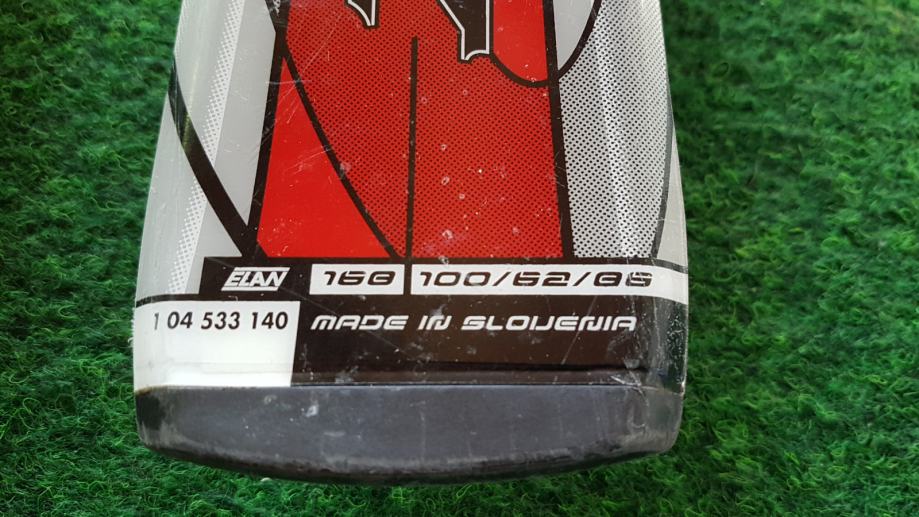 ELAN 168 100/62/86
1 04 533 140 MADE IN SLOVENIA